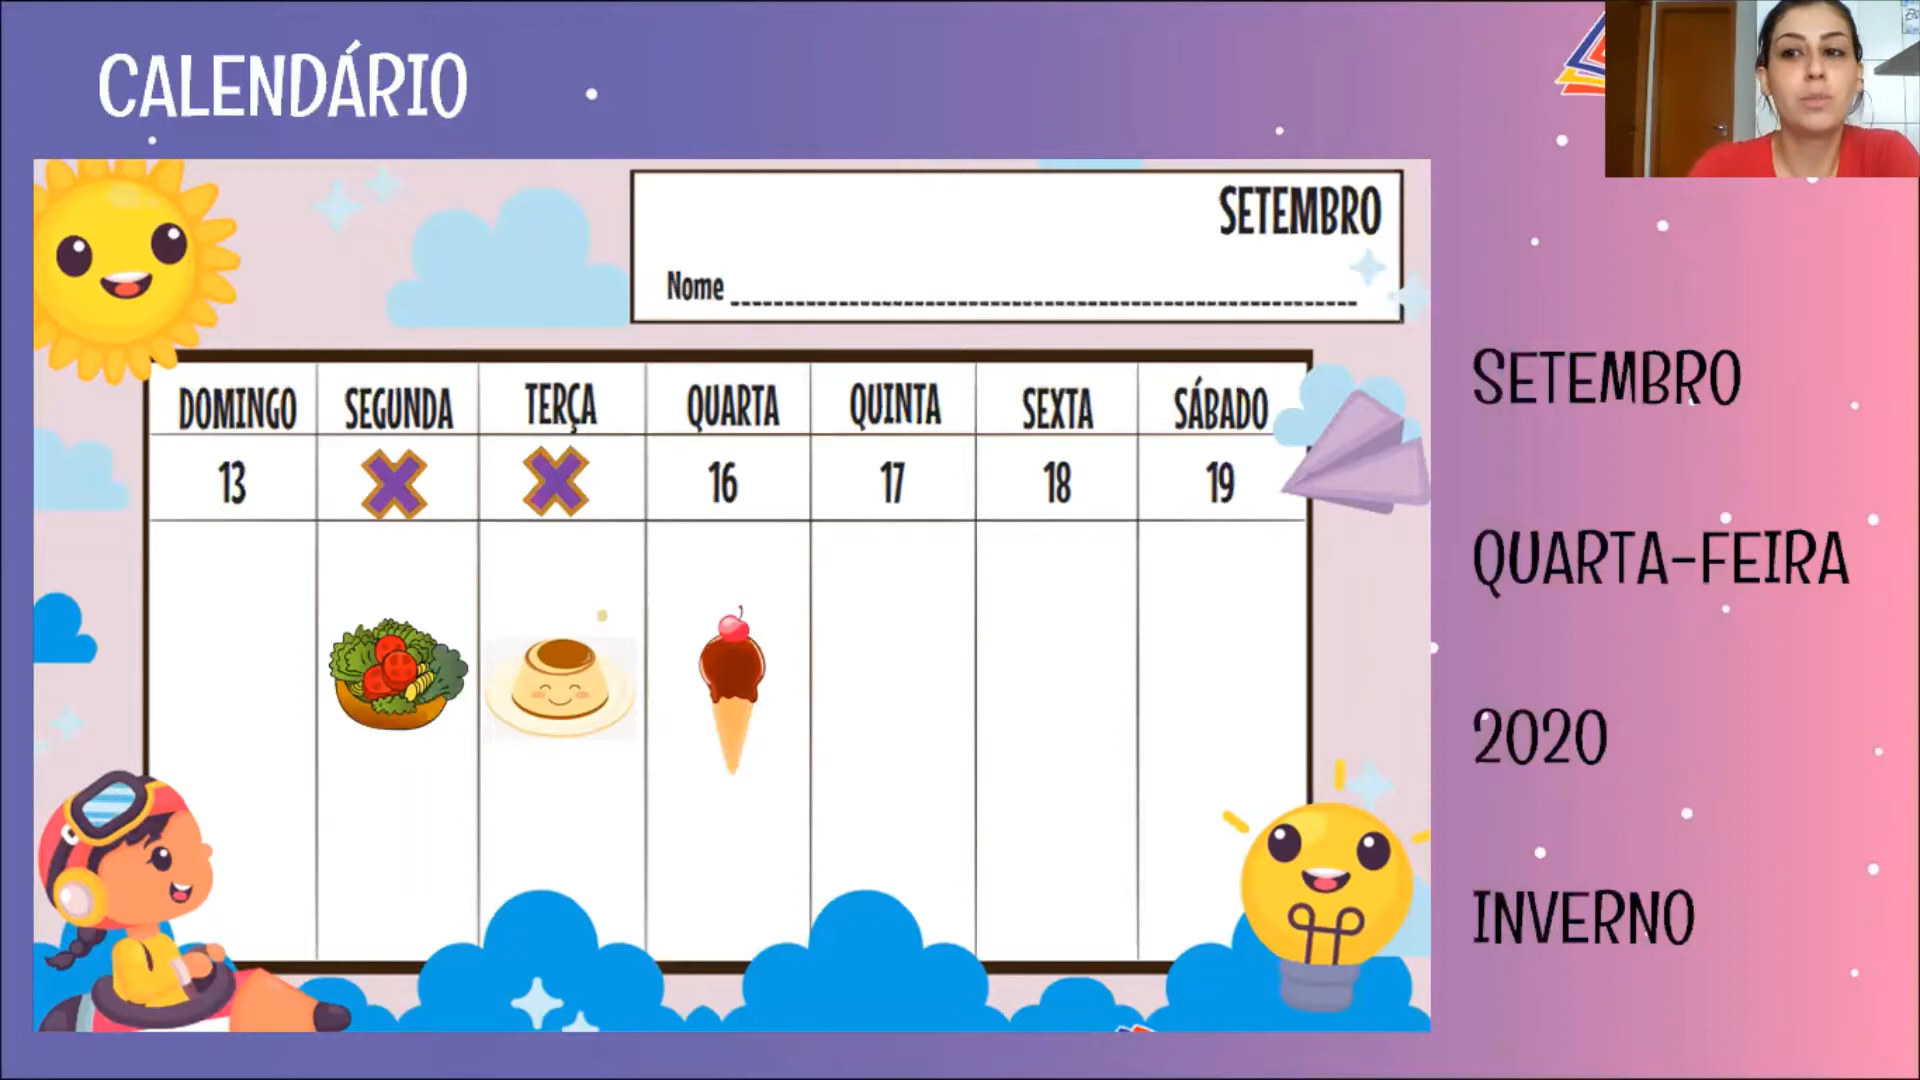 CALENDÁRIO
SETEMBRO
Nome
DOMINGO SEGUNDA TERÇA QUARTA QUINTA SEXTA SÁBADO
13 16 17 18 19
SETEMBRO
QUARTA-FEIRA
2020
INVERNO